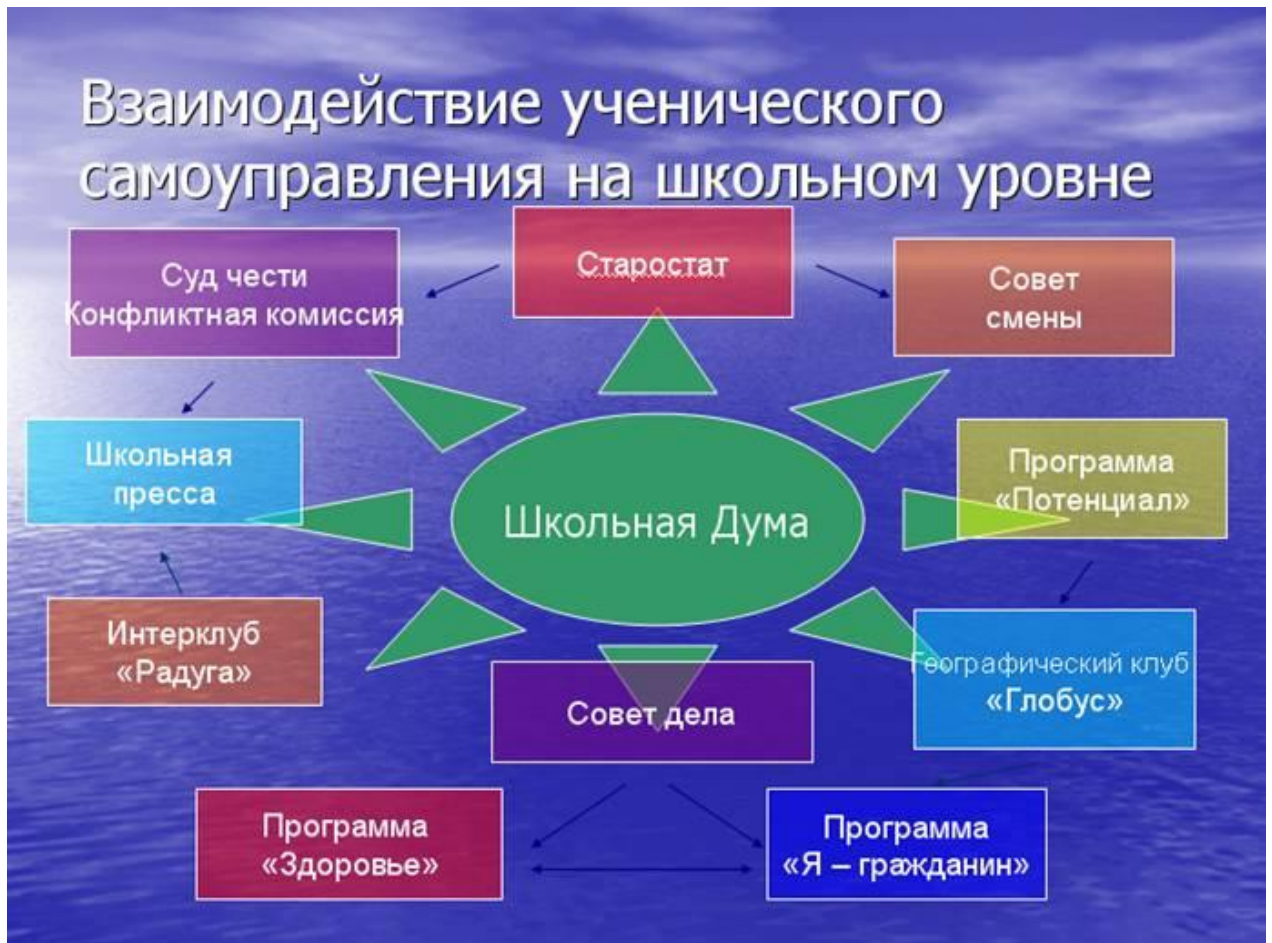 Взаимодействие ученического
самоуправления на школьном уровне
Старостат
Суд чести
Конфликтная комиссия
Совет
смены
Школьная
пресса
Программа
«Потенциал»
Школьная Дума
Интерклуб
«Радуга»
Географический клуб
«Глобус»
Совет дела
Программа
«Здоровье»
Программа
«Я – гражданин»